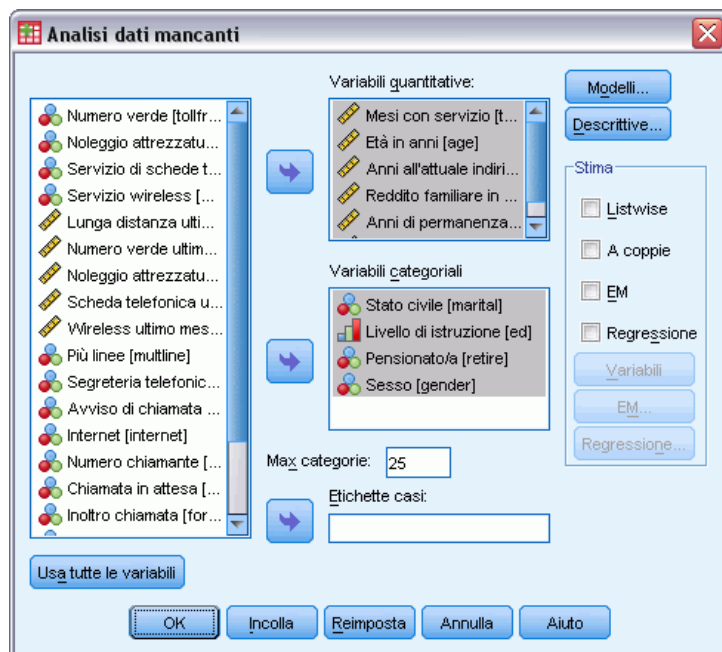 Analisi dati mancanti
Numero verde [tollfr...
Noleggio attrezzatu...
Servizio di schede t...
Servizio wireless [...
Lunga distanza ulti...
Numero verde ultim...
Noleggio attrezzatu...
Scheda telefonica u...
Wireless ultimo mes...
Più linee [multline]
Segreteria telefonic...
Avviso di chiamata ...
Internet [internet]
Numero chiamante [...
Chiamata in attesa [...
Inoltro chiamata [for...
Usa tutte le variabili
Variabili quantitative:
Mesi con servizio [t...
Età in anni [age]
Anni all'attuale indiri...
Reddito familiare in ...
Anni di permanenza...
Variabili categoriali
Stato civile [marital]
Livello di istruzione [ed]
Pensionato/a [retire]
Sesso [gender]
Max categorie: 25
Etichette casi:
Modelli...
Descrittive...
Stima
Listwise
A coppie
EM
Regressione
Variabili
EM...
Regressione...
OK Incolla Reimposta Annulla Aiuto